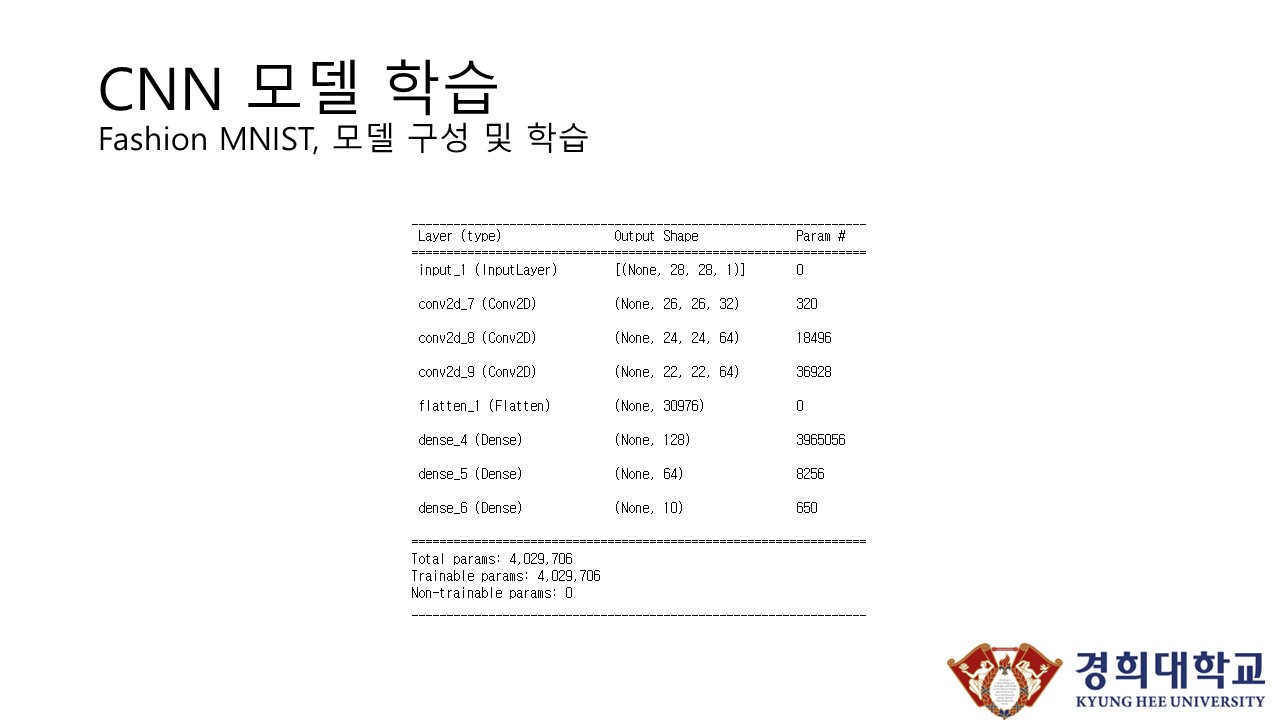 CNN 모델 학습
Fashion MNIST, 모델 구성 및 학습
Layer (type) Output Shape Param #
input_1 (InputLayer) [(None, 28, 28, 1)] 0
conv2d_7 (Conv2D) (None, 26, 26, 32) 320
conv2d_8 (Conv2D) (None, 24, 24, 64) 18496
conv2d_9 (Conv2D) (None, 22, 22, 64) 36928
flatten_1 (Flatten) (None, 30976) 0
dense_4 (Dense) (None, 128) 3965056
dense_5 (Dense) (None, 64) 8256
dense_6 (Dense) (None, 10) 650
Total params: 4,029,706
Trainable params: 4,029,706
Non-trainable params: 0
경희대학교
KYUNG HEE UNIVERSITY